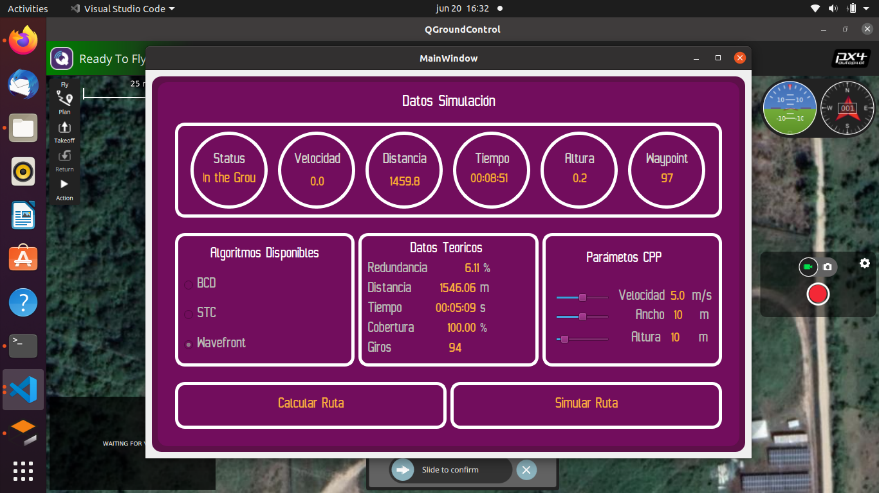 Activities
Visual Studio Code
jun 20 16:32
QGroundControl
Ready To Fly
PX4
autopilot
MainWindow
Fly
25 m
Plan
Takeoff
Return
Action
N
W
001
E
S
10
10
-10
-10
Datos Simulación
Status
In the Grou
Velocidad
0.0
Distancia
1459.8
Tiempo
00:08:51
Altura
0.2
Waypoint
97
Algoritmos Disponibles
BCD
STC
Wavefront
Datos Teoricos
Redundancia 6.11 %
Distancia 1546.06 m
Tiempo 00:05:09 s
Cobertura 100.00 %
Giros 94
Parámetos CPP
Velocidad 5.0 m/s
Ancho 10 m
Altura 10 m
Calcular Ruta
Simular Ruta
WAITING FOR
Slide to confirm